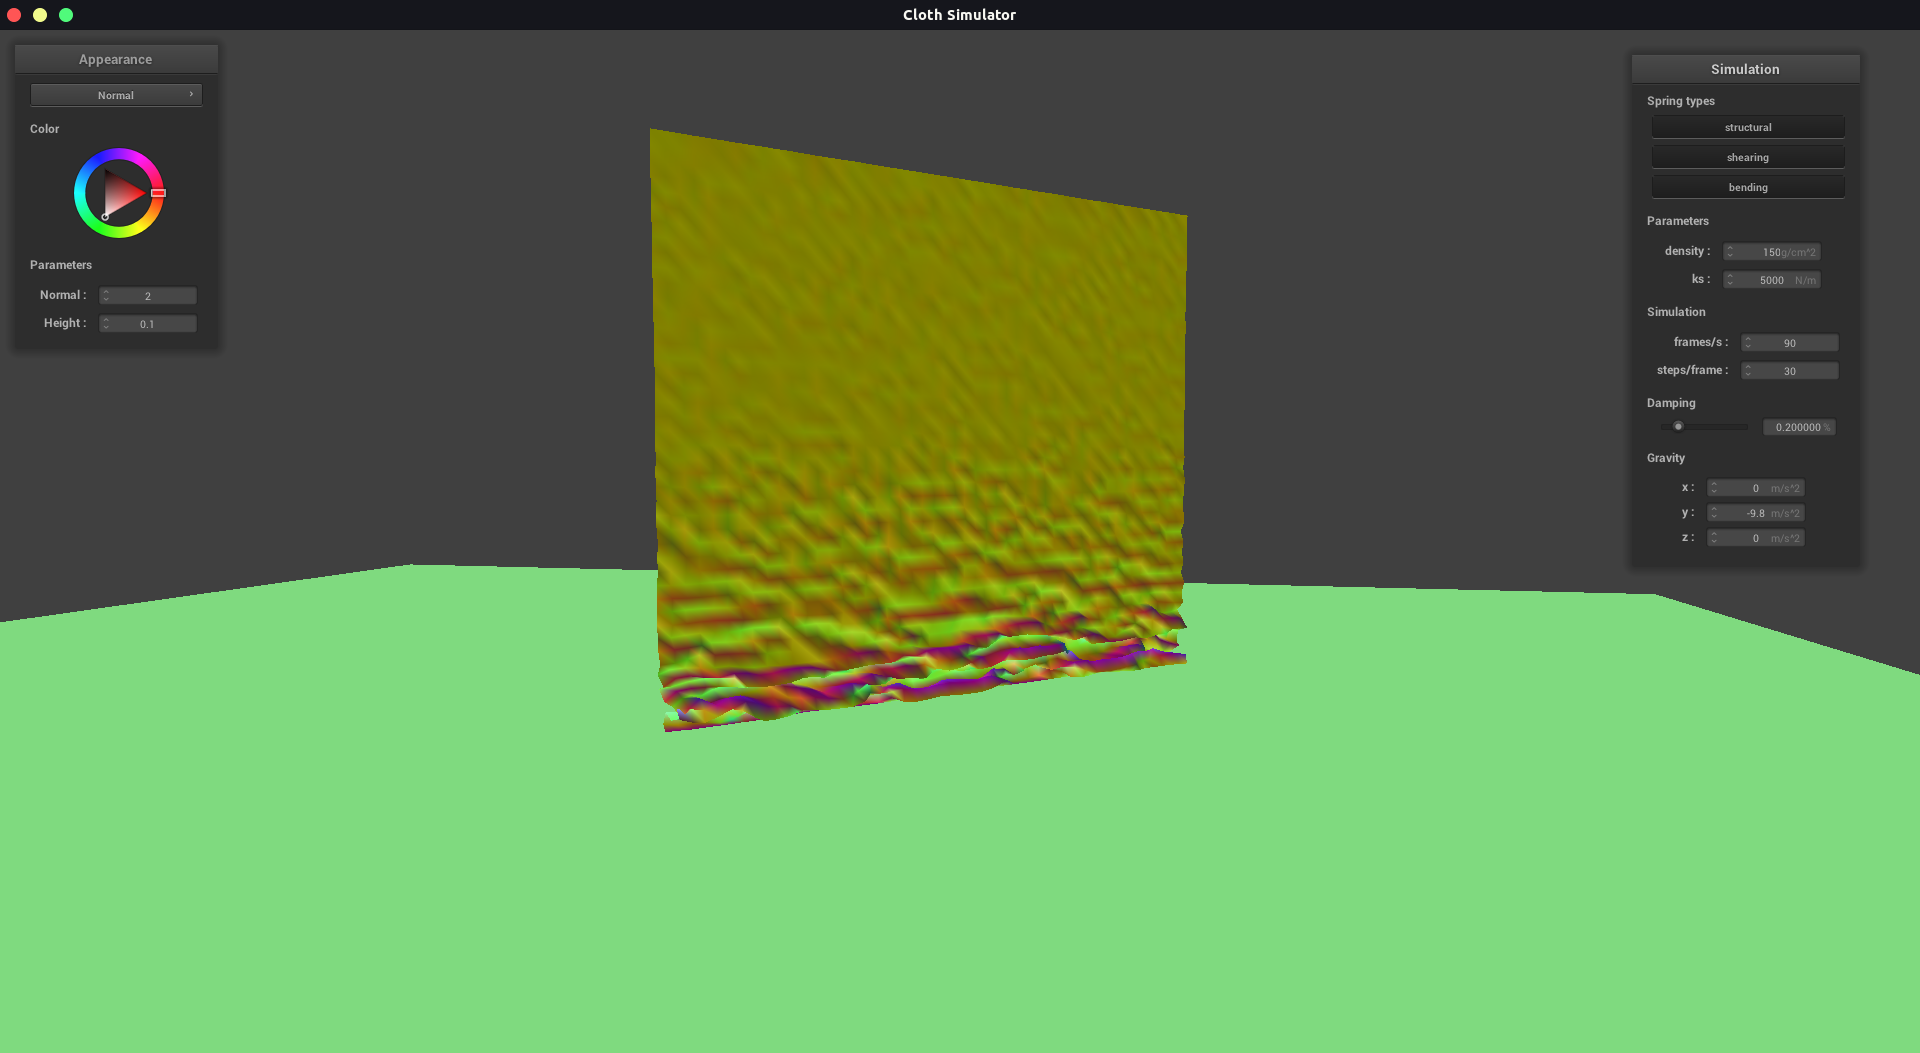 Cloth Simulator
Appearance
Normal
Color
Parameters
Normal : 2
Height : 0.1
Simulation
Spring types
structural
shearing
bending
Parameters
density : 150 g/cm^2
ks : 5000 N/m
Simulation
frames/s : 90
steps/frame : 30
Damping
0.200000 %
Gravity
x : 0 m/s^2
y : -9.8 m/s^2
z : 0 m/s^2